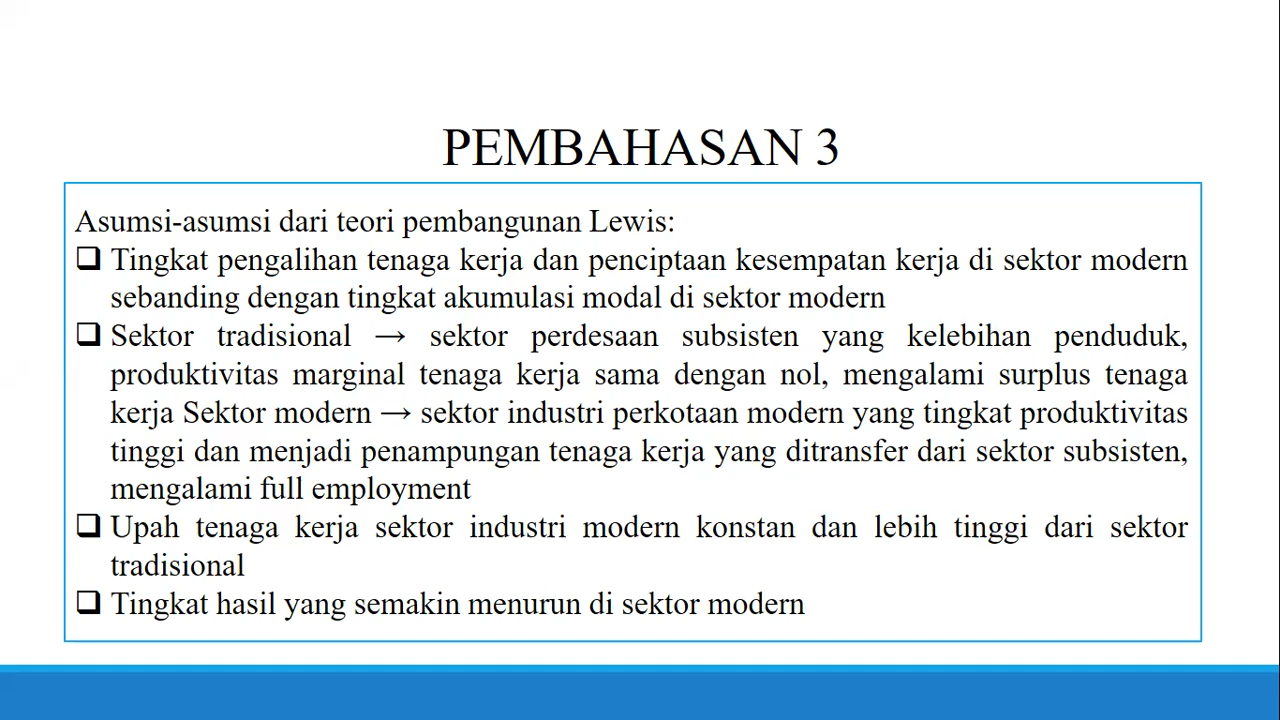 PEMBAHASAN 3
Asumsi-asumsi dari teori pembangunan Lewis:
❑ Tingkat pengalihan tenaga kerja dan penciptaan kesempatan kerja di sektor modern
sebanding dengan tingkat akumulasi modal di sektor modern
❑ Sektor tradisional → sektor perdesaan subsisten yang kelebihan penduduk,
produktivitas marginal tenaga kerja sama dengan nol, mengalami surplus tenaga
kerja Sektor modern → sektor industri perkotaan modern yang tingkat produktivitas
tinggi dan menjadi penampungan tenaga kerja yang ditransfer dari sektor subsisten,
mengalami full employment
❑ Upah tenaga kerja sektor industri modern konstan dan lebih tinggi dari sektor
tradisional
❑ Tingkat hasil yang semakin menurun di sektor modern